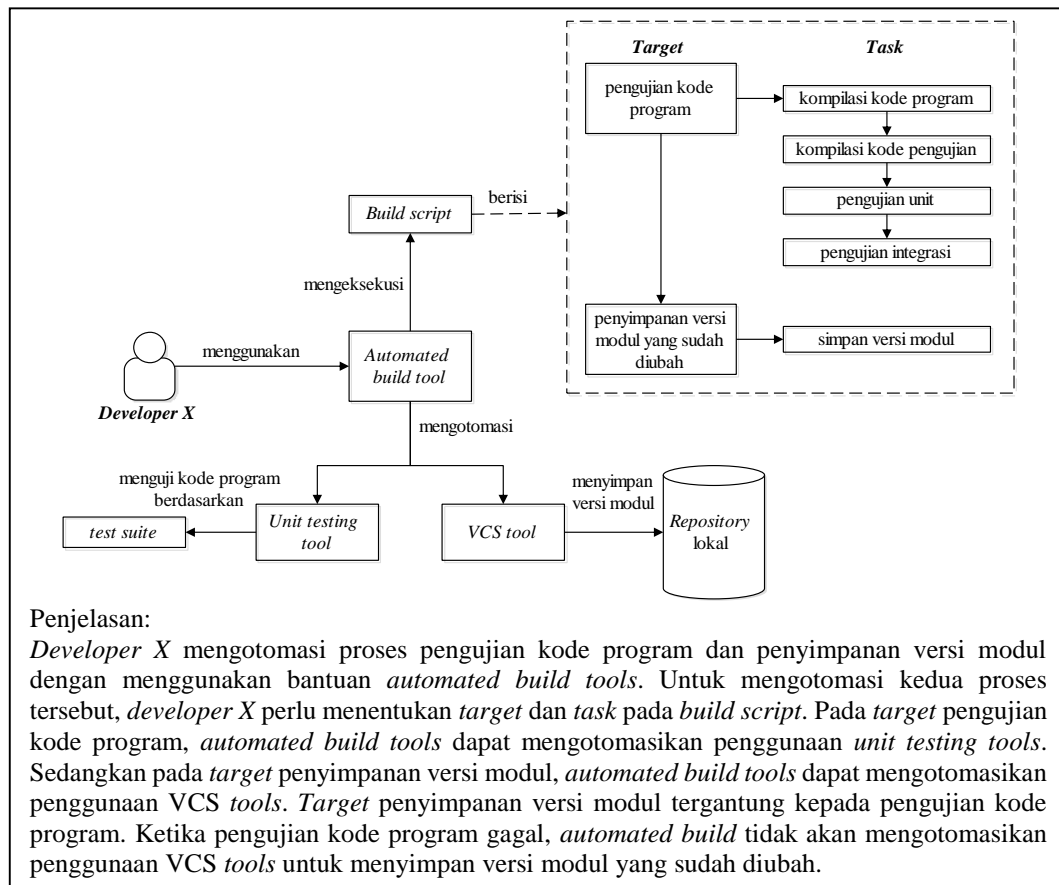 Target
Task
pengujian kode
program
kompilasi kode program
kompilasi kode pengujian
pengujian unit
pengujian integrasi
berisi
Build script
mengeksekusi
penyimpanan versi
modul yang sudah
diubah
simpan versi modul
menggunakan
Automated
build tool
Developer X
mengotomasi
menguji kode program
berdasarkan
test suite
Unit testing
tool
VCS tool
menyimpan
versi modul
Repository
lokal
Penjelasan:
Developer X mengotomasi proses pengujian kode program dan penyimpanan versi modul
dengan menggunakan bantuan automated build tools. Untuk mengotomasi kedua proses
tersebut, developer X perlu menentukan target dan task pada build script. Pada target pengujian
kode program, automated build tools dapat mengotomasikan penggunaan unit testing tools.
Sedangkan pada target penyimpanan versi modul, automated build tools dapat mengotomasikan
penggunaan VCS tools. Target penyimpanan versi modul tergantung kepada pengujian kode
program. Ketika pengujian kode program gagal, automated build tidak akan mengotomasikan
penggunaan VCS tools untuk menyimpan versi modul yang sudah diubah.